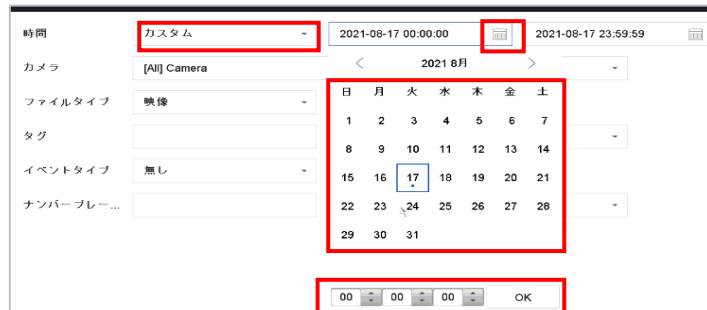 時間 カスタム 2021-08-17 00:00:00 2021-08-17 23:59:59
カメラ [All] Camera
ファイルタイプ 映像
タグ
イベントタイプ 無し
ナンバープレー...
< 2021 8月 >
日 月 火 水 木 金 土
1 2 3 4 5 6 7
8 9 10 11 12 13 14
15 16 17 18 19 20 21
22 23 24 25 26 27 28
29 30 31
00 00 00 OK